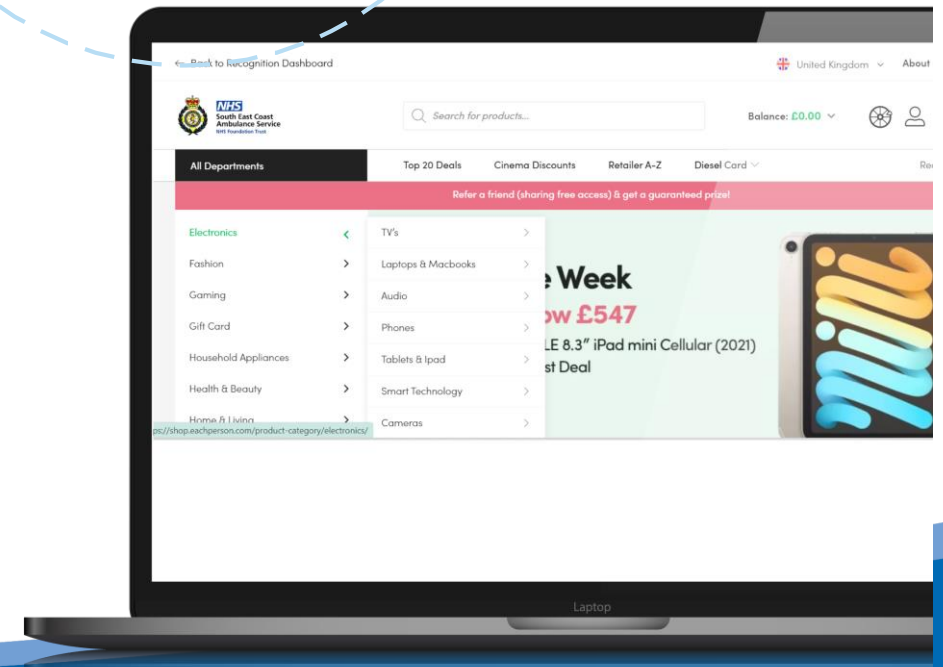 ← Back to Recognition Dashboard
United Kingdom
About
NHS
South East Coast
Ambulance Service
NHS Foundation Trust
Search for products...
Balance: £0.00
All Departments
Top 20 Deals
Cinema Discounts
Retailer A-Z
Diesel Card
Refer a friend (sharing free access) & get a guaranteed prize!
Electronics
Fashion
Gaming
Gift Card
Household Appliances
Health & Beauty
Home & Living
TV's
Laptops & Macbooks
Audio
Phones
Tablets & Ipad
Smart Technology
Cameras
Week
£547
8.3" iPad mini Cellular (2021)
Deal
ps://shop.eachperson.com/product-category/electronics/
Laptop